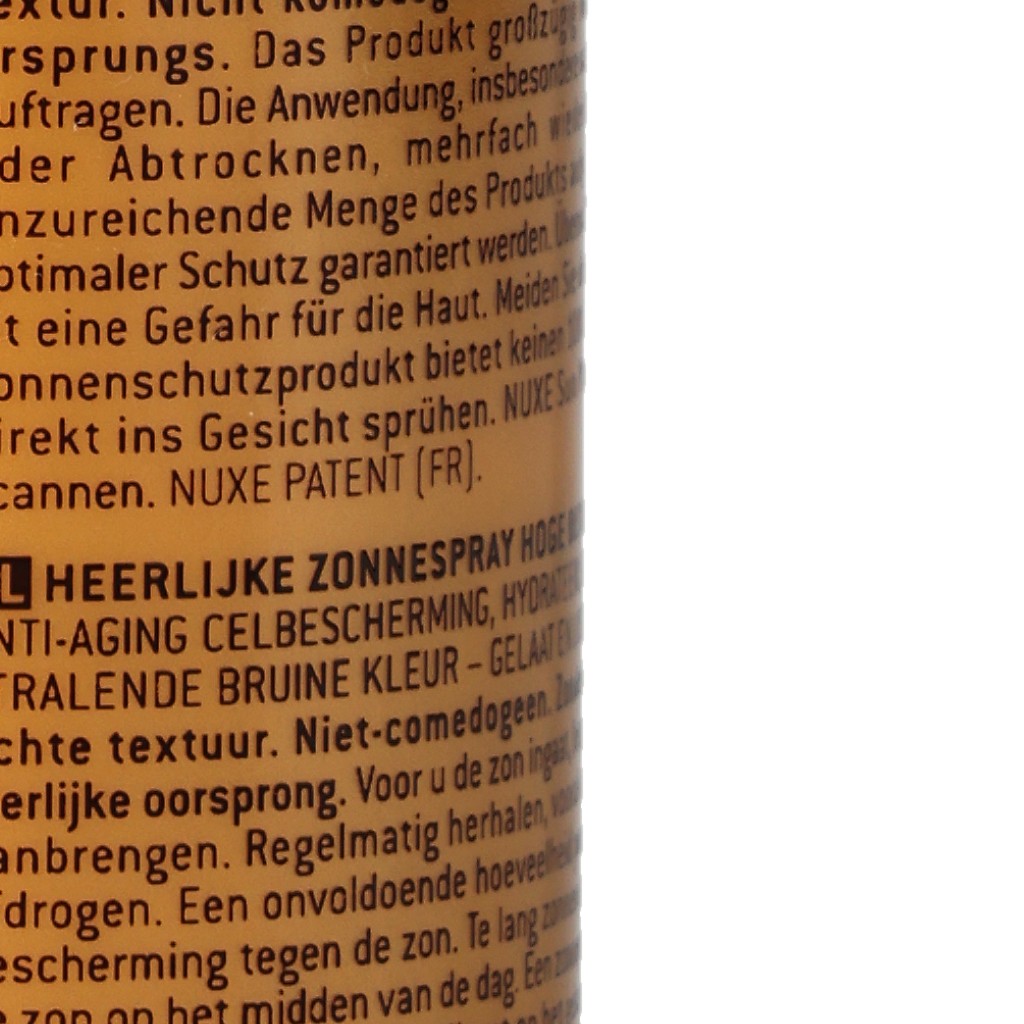 Nicht
rsprungs. Das Produkt großzügig
uftragen. Die Anwendung, insbesondere
der Abtrocknen, mehrfach
nzureichende Menge des Produkts
ptimaler Schutz garantiert werden.
t eine Gefahr für die Haut. Meiden Sie
onnenschutzprodukt bietet keinen
irekt ins Gesicht sprühen. NUXE Sun
cannen. NUXE PATENT (FR).
L HEERLIJKE ZONNESPRAY HOGE
NTI-AGING CELBESCHERMING,
TRALENDE BRUINE KLEUR – GELAAT EN
chte textuur. Niet-comedogeen.
erlijke oorsprong. Voor u de zon ingaat,
anbrengen. Regelmatig herhalen,
drogen. Een onvoldoende
escherming tegen de zon. Te lang
e zon op het midden van de dag. Een